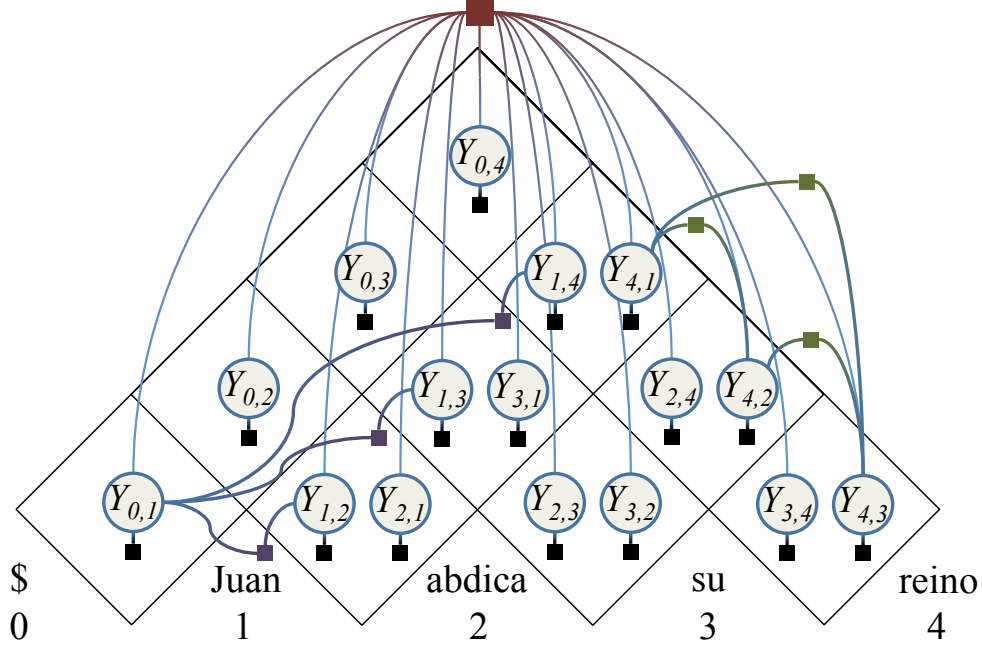 Y0,4
Y0,3 Y1,4 Y4,1
Y0,2 Y1,3 Y3,1 Y2,4 Y4,2
Y0,1 Y1,2 Y2,1 Y2,3 Y3,2 Y3,4 Y4,3
$ Juan abdica su reino
0 1 2 3 4